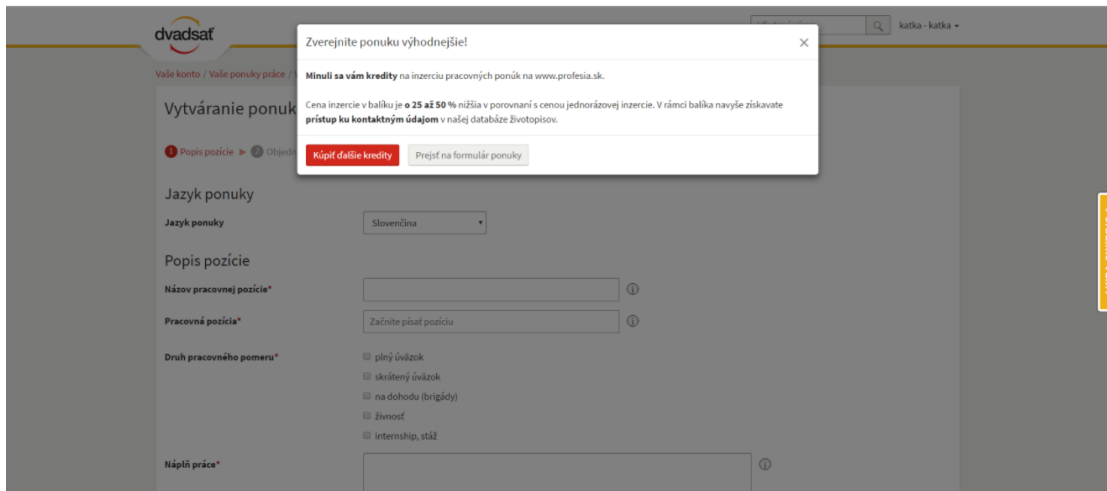 dvadsať
katka - katka
Zverejnite ponuku výhodnejšie!
×
Vaše konto / Vaše ponuky práce /
Minuli sa vám kredity na inzerciu pracovných ponúk na www.profesia.sk.
Cena inzercie v balíku je o 25 až 50 % nižšia v porovnaní s cenou jednorázovej inzercie. V rámci balíka navyše získavate
prístup ku kontaktným údajom v našej databáze životopisov.
Vytváranie ponuk
1 Popis pozície ▶ 2 Objedn
Kúpiť ďalšie kredity Prejsť na formulár ponuky
Jazyk ponuky
Jazyk ponuky Slovenčina
Popis pozície
Názov pracovnej pozície*
Pracovná pozícia* Začnite písať pozíciu
Druh pracovného pomeru* plný úväzok
skrátený úväzok
na dohodu (brigády)
živnosť
internship, stáž
Náplň práce*